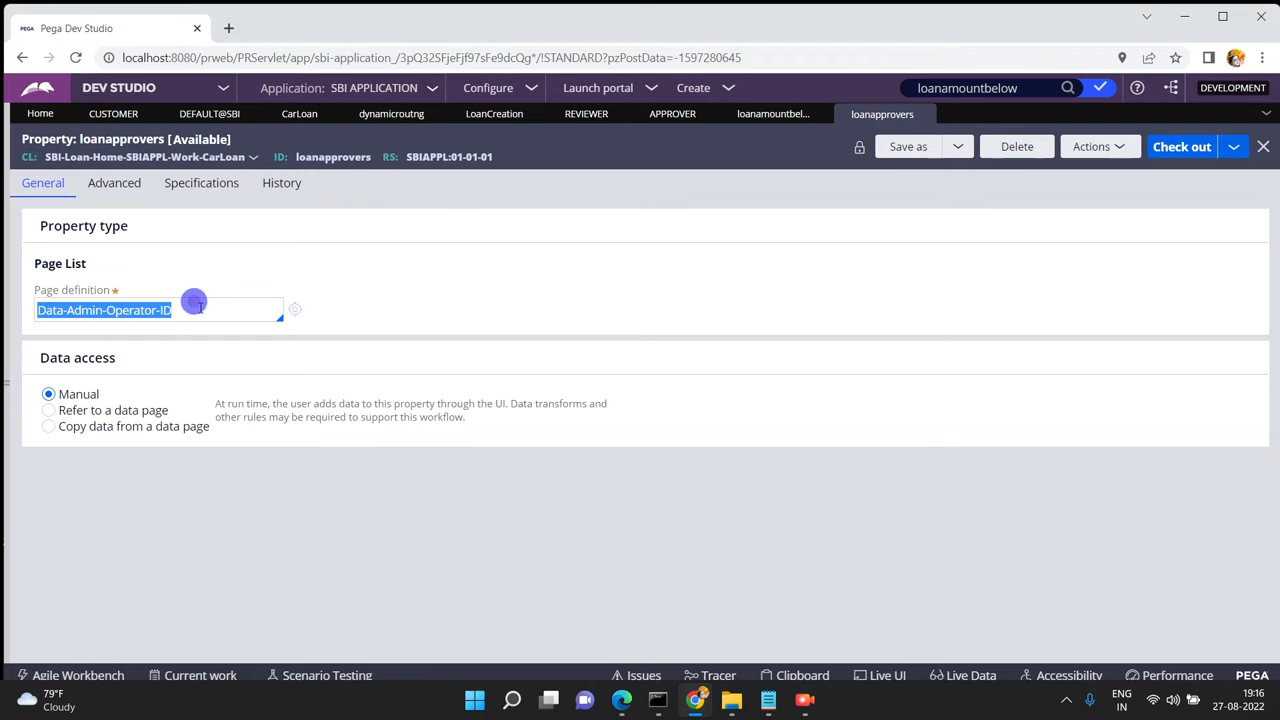 PEGA Pega Dev Studio
localhost:8080/prweb/PRServlet/app/sbi-application_/3pQ32SFjeFjf97sFe9drQg*/!STANDARD?pzPostData=-1597280645
DEV STUDIO Application: SBI APPLICATION Configure Launch portal Create loanamountbelow DEVELOPMENT
Home CUSTOMER DEFAULT@SBI CarLoan dynamicroutng LoanCreation REVIEWER APPROVER loanamountbel... loanapprovers
Property: loanapprovers [Available]
CL: SBI-Loan-Home-SBIAPPL-Work-CarLoan ID: loanapprovers RS: SBIAPPL:01-01-01
Save as Delete Actions Check out
General Advanced Specifications History
Property type
Page List
Page definition
Data-Admin-Operator-ID
Data access
Manual
Refer to a data page
Copy data from a data page
At run time, the user adds data to this property through the UI. Data transforms and
other rules may be required to support this workflow.
Agile Workbench Current work Scenario Testing Issues Tracer Clipboard Live UI Live Data Accessibility Performance PEGA
79°F
Cloudy
ENG
IN
19:16
27-08-2022